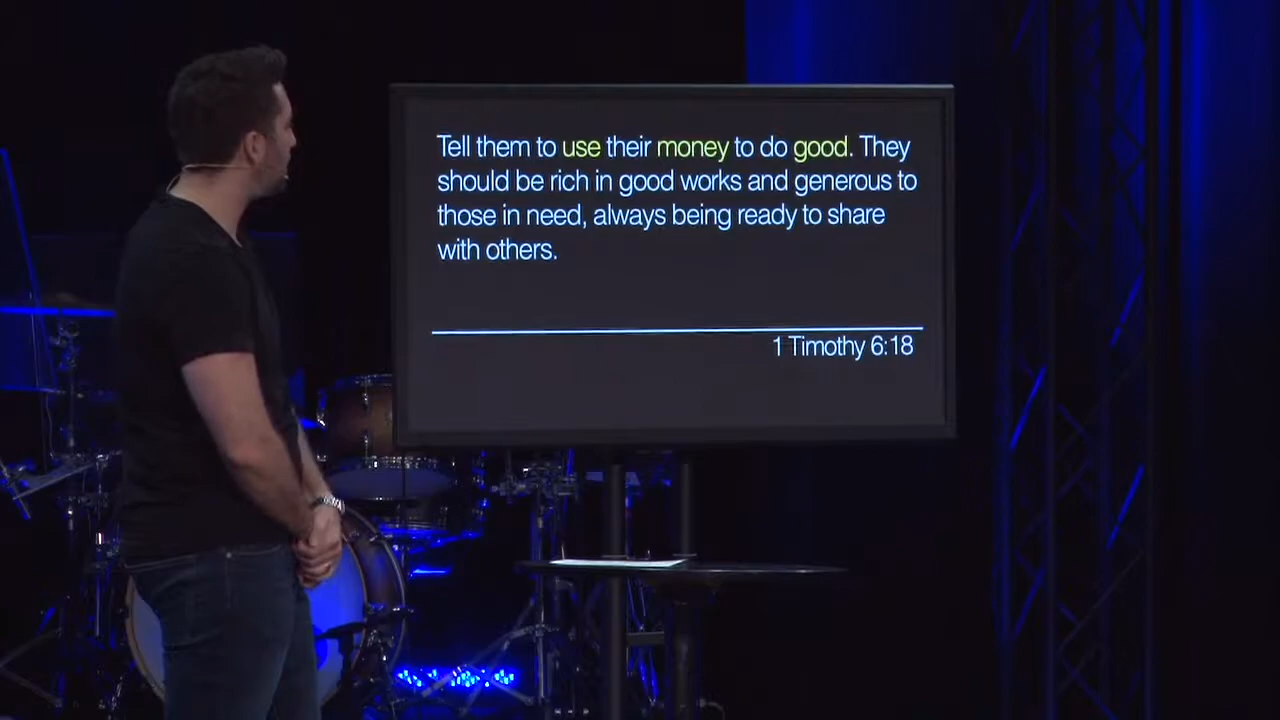 Tell them to use their money to do good. They
should be rich in good works and generous to
those in need, always being ready to share
with others.
1 Timothy 6:18